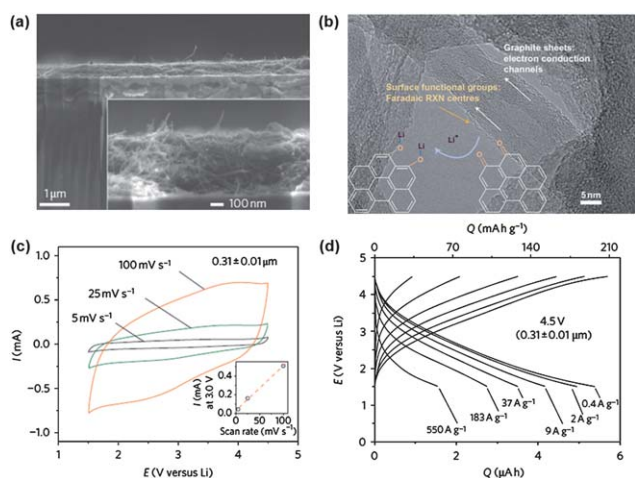 (a)
1 μm
100 nm
(b)
Graphite sheets:
electron conduction
channels
Surface functional groups:
Faradaic RXN centres
Li
Li
Li⁺
O
O
O
O
5 nm
(c)
100 mV s⁻¹
0.31 ± 0.01 μm
25 mV s⁻¹
5 mV s⁻¹
I (mA)
1.0
0.5
0.0
-0.5
-1.0
I (mA)
at 3.0 V
0.5
0.0
0 50 100
Scan rate (mV s⁻¹)
1 2 3 4 5
E (V versus Li)
(d)
Q (mAh g⁻¹)
0 70 140 210
E (V versus Li)
5
4
3
2
1
0
4.5 V
(0.31 ± 0.01 μm)
550 A g⁻¹
183 A g⁻¹
37 A g⁻¹
9 A g⁻¹
2 A g⁻¹
0.4 A g⁻¹
0 2 4 6
Q (μAh)